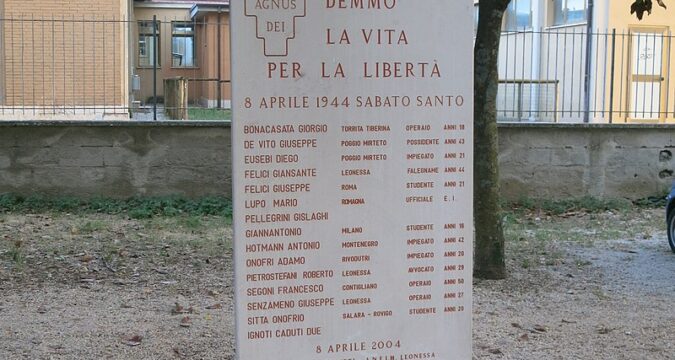 AGNUS
DEI
DEMMO
LA VITA
PER LA LIBERTÀ
8 APRILE 1944 SABATO SANTO
BONACASATA GIORGIO TORRITA TIBERINA OPERAIO ANNI 18
DE VITO GIUSEPPE POGGIO MIRTETO POSSIDENTE ANNI 43
EUSEBI DIEGO POGGIO MIRTETO IMPIEGATO ANNI 21
FELICI GIANSANTE LEONESSA FALEGNAME ANNI 44
FELICI GIUSEPPE ROMA STUDENTE ANNI 21
LUPO MARIO ROMAGNA UFFICIALE E. I.
PELLEGRINI GISLAGHI
GIANNANTONIO MILANO STUDENTE ANNI 16
HOTMANN ANTONIO MONTENEGRO IMPIEGATO ANNI 42
ONOFRI ADAMO RIVODUTRI IMPIEGATO ANNI 20
PIETROSTEFANI ROBERTO LEONESSA AVVOCATO ANNI 29
SEGONI FRANCESCO CONTIGLIANO OPERAIO ANNI 50
SENZAMENO GIUSEPPE LEONESSA OPERAIO ANNI 27
SITTA ONOFRIO SALARA - ROVIGO STUDENTE ANNI 20
IGNOTI CADUTI DUE
8 APRILE 2004
LEONESSA